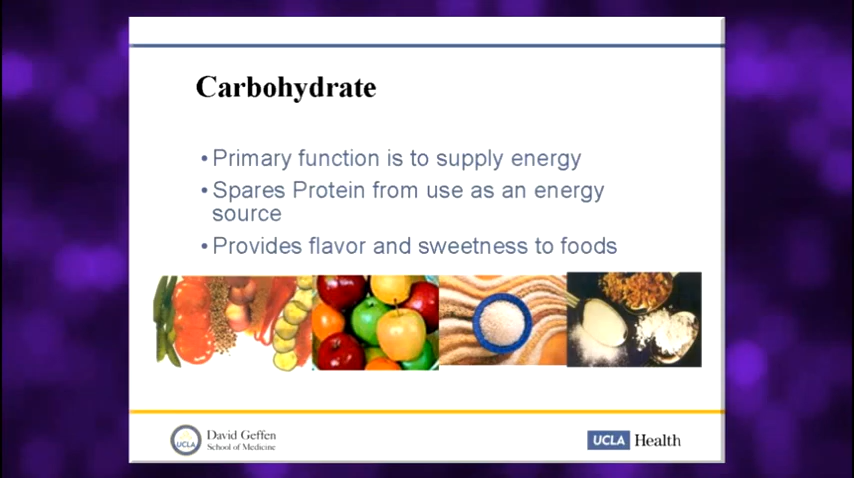 Carbohydrate
• Primary function is to supply energy
• Spares Protein from use as an energy
source
• Provides flavor and sweetness to foods
UCLA
David Geffen
School of Medicine
UCLA Health